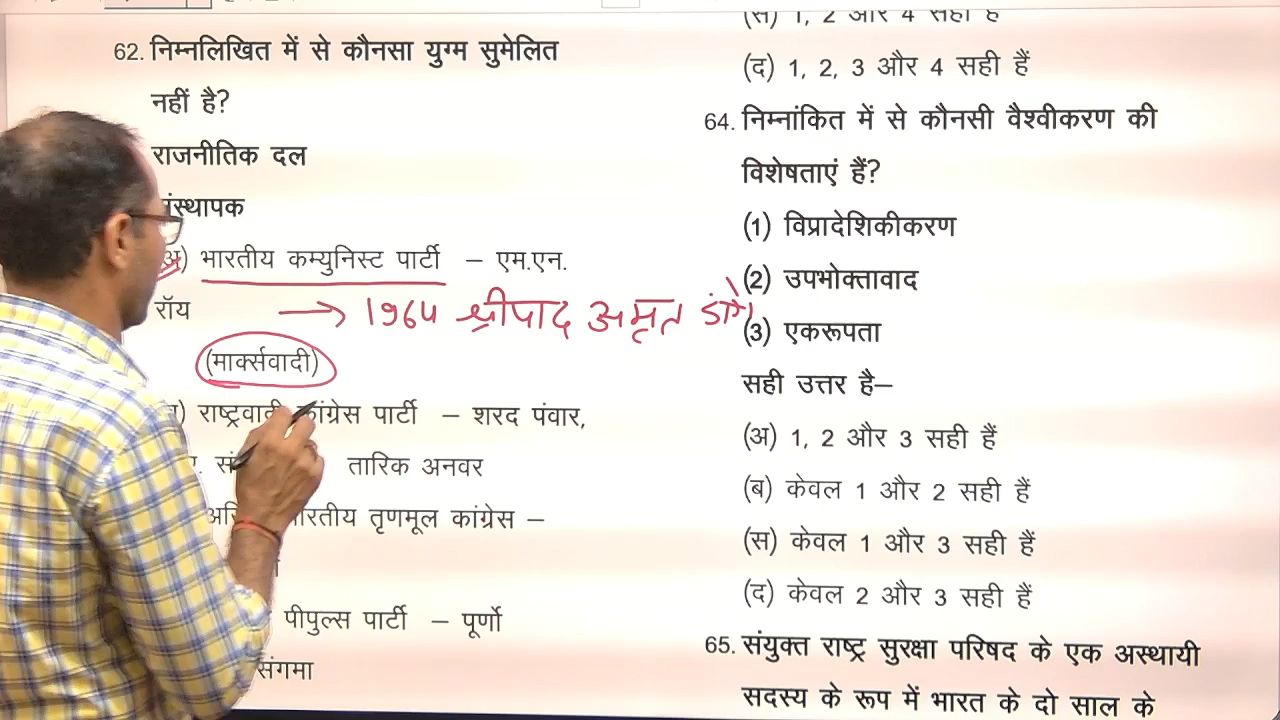 62. निम्नलिखित में से कौनसा युग्म सुमेलित
नहीं है?
राजनीतिक दल
संस्थापक
(अ) भारतीय कम्युनिस्ट पार्टी – एम.एन.
रॉय
→ 1964 श्रीपाद अमृत डांगे
(मार्क्सवादी)
राष्ट्रवादी कांग्रेस पार्टी – शरद पंवार,
तारिक अनवर
भारतीय तृणमूल कांग्रेस –
पीपुल्स पार्टी – पूर्णो
संगमा
(स) 1, 2 और 4 सही हैं
(द) 1, 2, 3 और 4 सही हैं
64. निम्नांकित में से कौनसी वैश्वीकरण की
विशेषताएं हैं?
(1) विप्रादेशिकीकरण
(2) उपभोक्तावाद
(3) एकरूपता
सही उत्तर है–
(अ) 1, 2 और 3 सही हैं
(ब) केवल 1 और 2 सही हैं
(स) केवल 1 और 3 सही हैं
(द) केवल 2 और 3 सही हैं
65. संयुक्त राष्ट्र सुरक्षा परिषद के एक अस्थायी
सदस्य के रूप में भारत के दो साल के